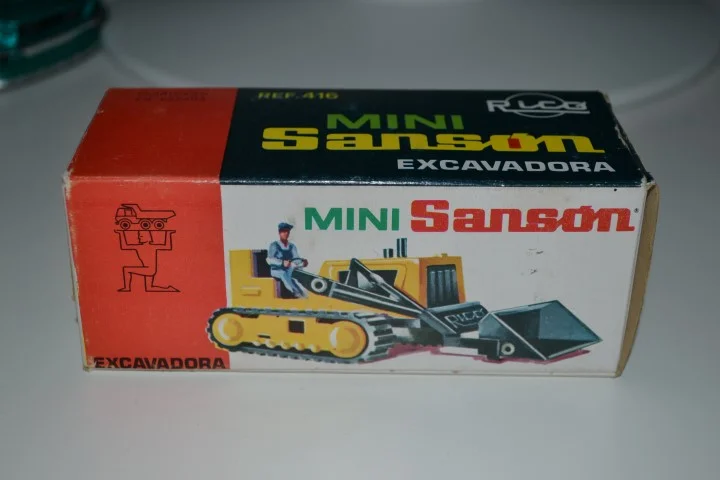 REF.416
RICO
MINI
Sansón
EXCAVADORA
MINI Sansón
RICO
EXCAVADORA